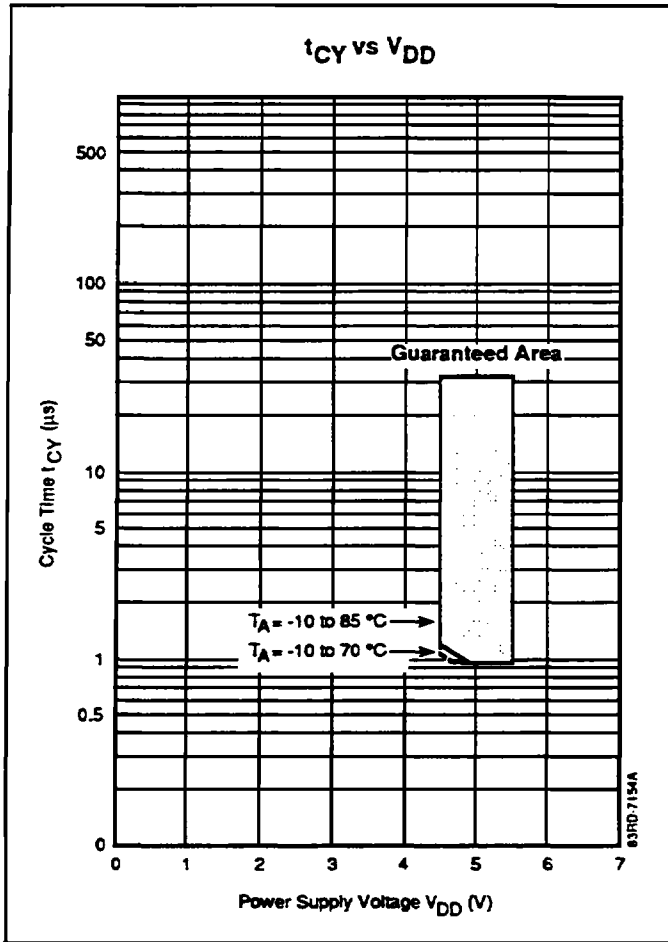 tCY vs VDD
500
100
50
Guaranteed Area
10
5
TA = -10 to 85 °C
TA = -10 to 70 °C
1
0.5
0
0 1 2 3 4 5 6 7
Cycle Time tCY (µs)
Power Supply Voltage VDD (V)
83RD-7154A